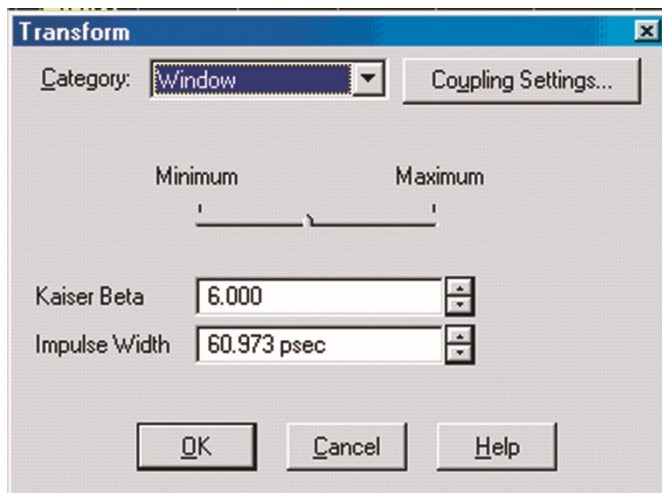 Transform
Category: Window Coupling Settings...
Minimum Maximum
Kaiser Beta 6.000
Impulse Width 60.973 psec
OK Cancel Help